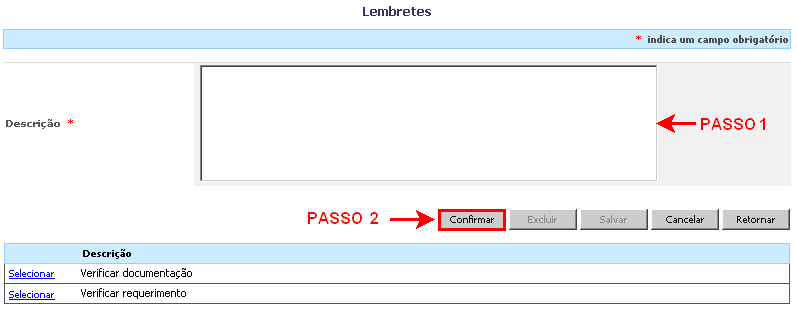 Lembretes
* indica um campo obrigatório
Descrição *
PASSO 1
PASSO 2
Confirmar Excluir Salvar Cancelar Retornar
Descrição
Selecionar Verificar documentação
Selecionar Verificar requerimento